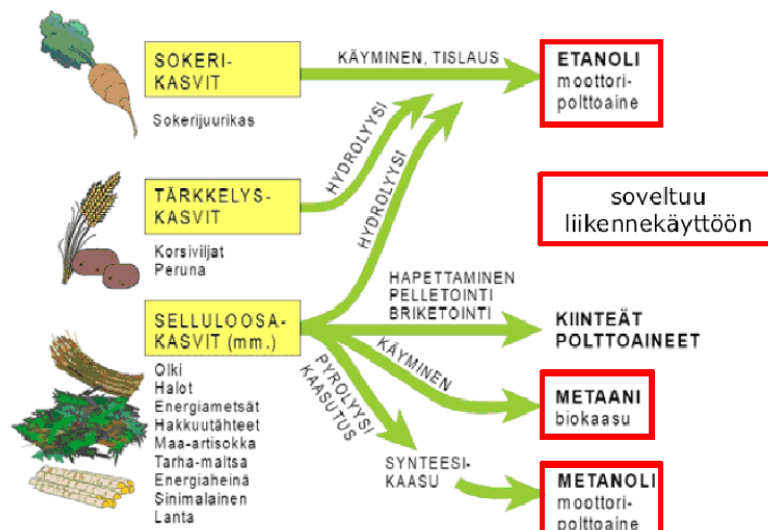 SOKERI-
KASVIT
Sokerijuurikas
KÄYMINEN, TISLAUS
ETANOLI
moottori-
polttoaine
HYDROLYYSI
HYDROLYYSI
TÄRKKELYS-
KASVIT
Korsiviljat
Peruna
soveltuu
liikennekäyttöön
SELLULOOSA-
KASVIT (mm.)
Olki
Halot
Energiametsät
Hakkuutähteet
Maa-artisokka
Tarha-maltsa
Energiaheinä
Sinimalainen
Lanta
HAPETTAMINEN
PELLETOINTI
BRIKETOINTI
KIINTEÄT
POLTTOAINEET
KÄYMINEN
METAANI
biokaasu
PYROLYYSI
KAASUTUS
SYNTEESI-
KAASU
METANOLI
moottori-
polttoaine